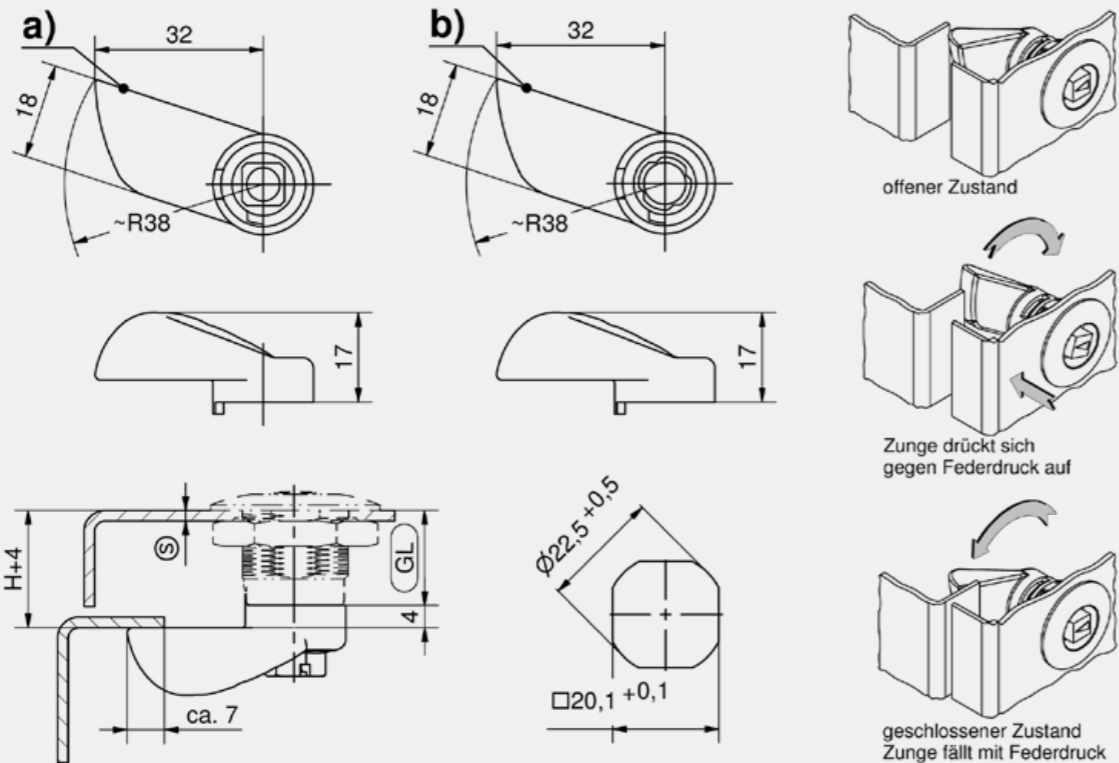 a)
32
18
~R38
b)
32
18
~R38
offener Zustand
17
17
Zunge drückt sich
gegen Federdruck auf
H+4
S
GL
4
ca. 7
Ø22,5 +0,5
□20,1 +0,1
geschlossener Zustand
Zunge fällt mit Federdruck